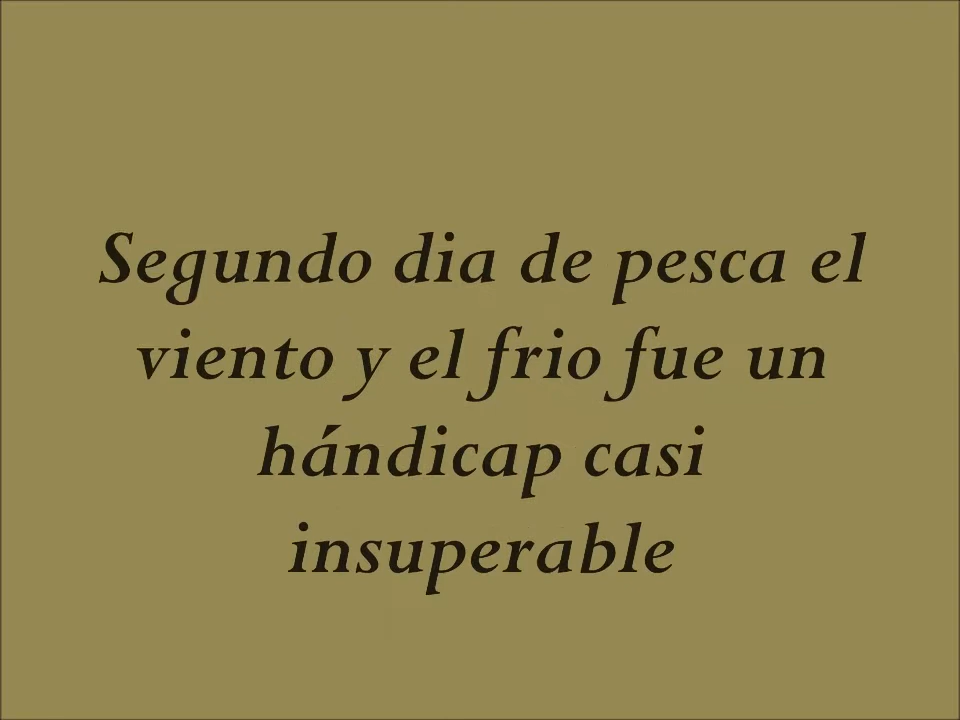 Segundo dia de pesca el
viento y el frio fue un
hándicap casi
insuperable